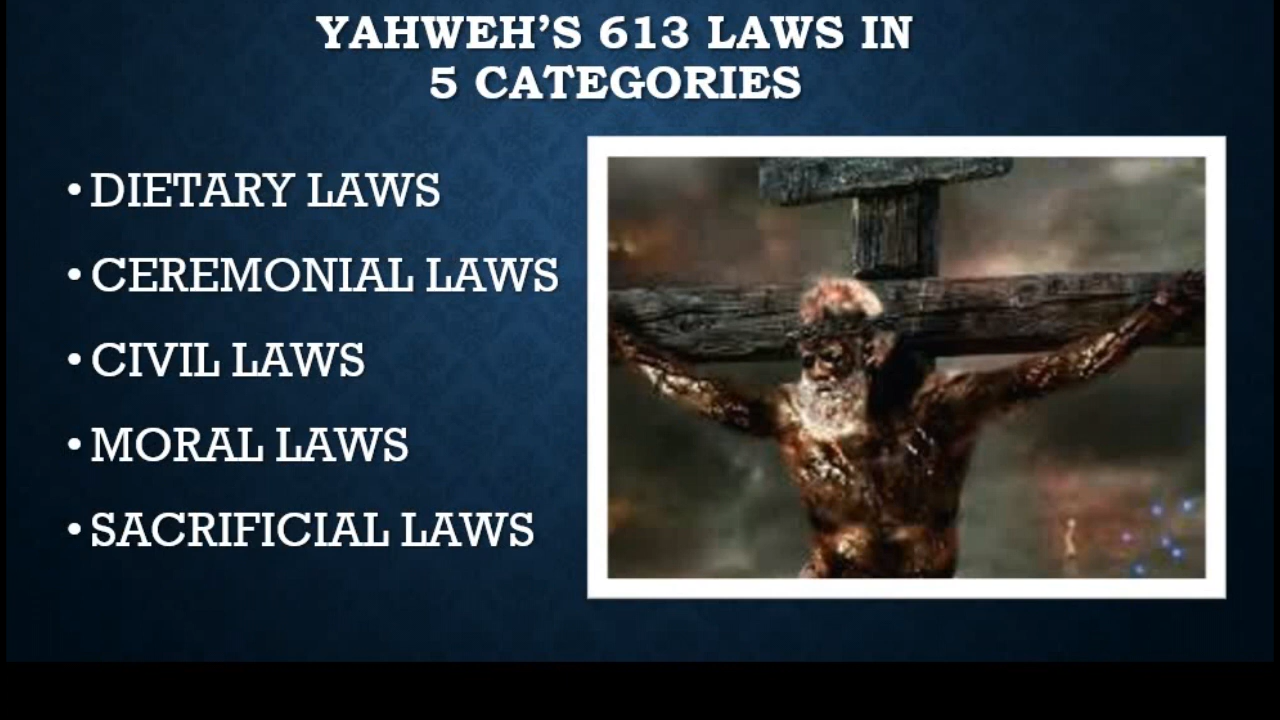 YAHWEH’S 613 LAWS IN
5 CATEGORIES
• DIETARY LAWS
• CEREMONIAL LAWS
• CIVIL LAWS
• MORAL LAWS
• SACRIFICIAL LAWS